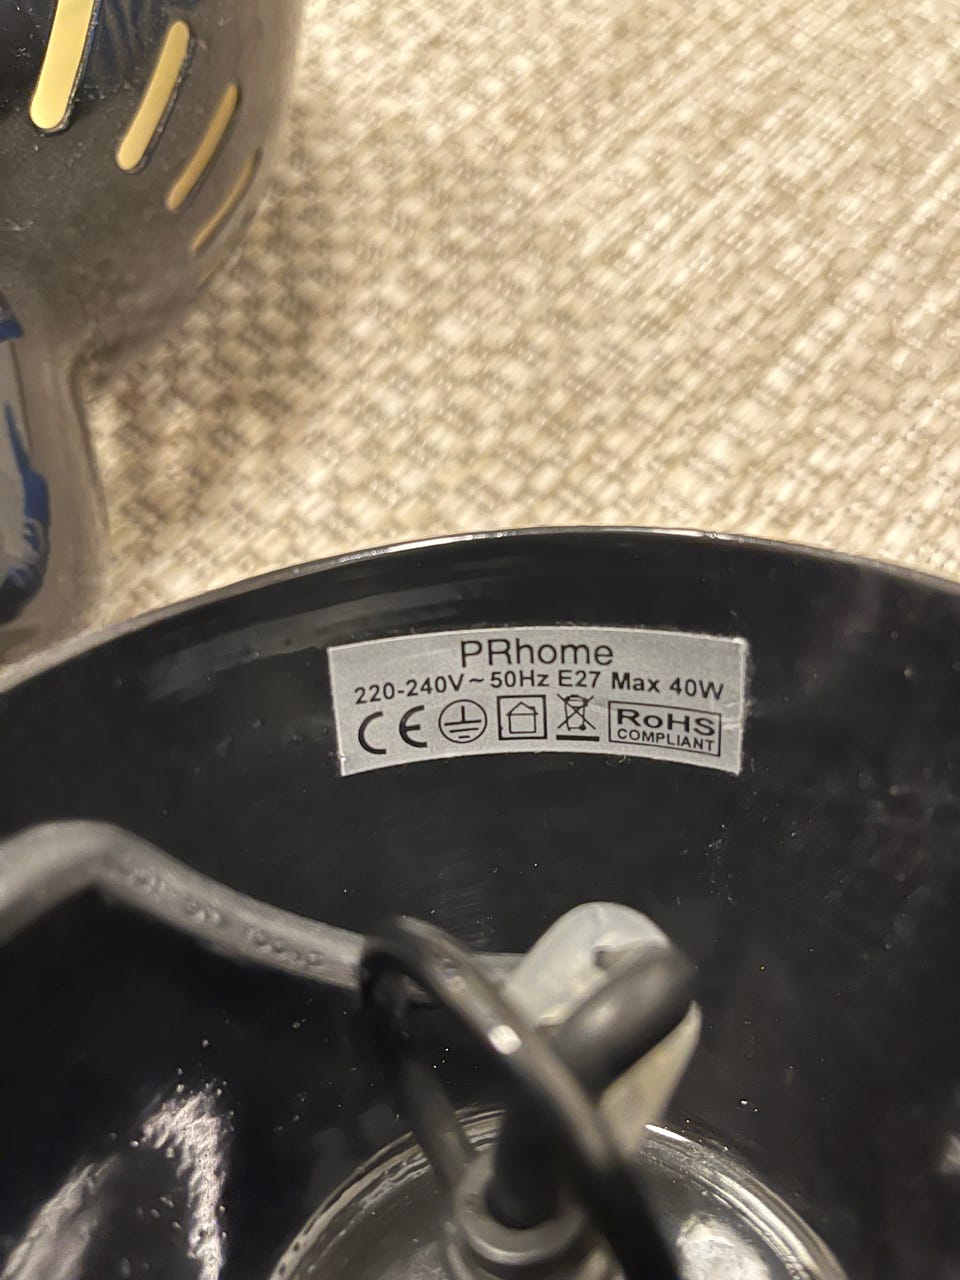 PRhome
220-240V~50Hz E27 Max 40W
CE RoHS
COMPLIANT